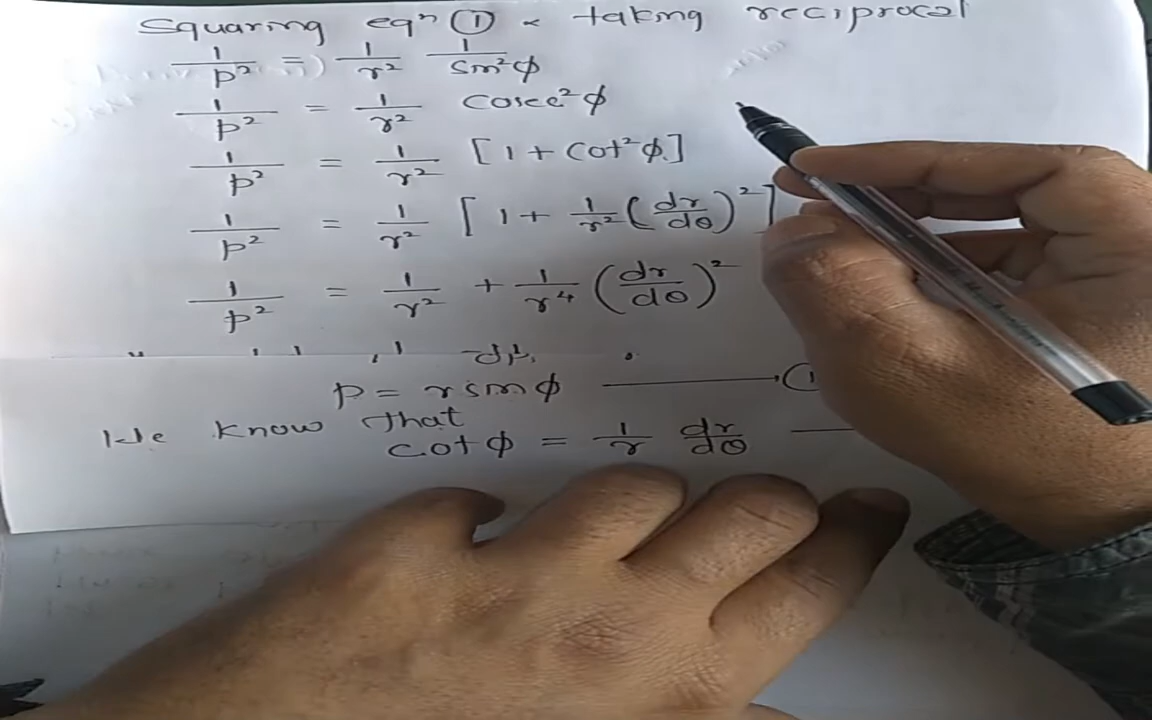 Squaring eqⁿ ① & taking reciprocal
1/p² = 1/r² 1/sin²φ
1/p² = 1/r² cosec²φ
1/p² = 1/r² [1 + cot²φ]
1/p² = 1/r² [1 + 1/r² (dr/dθ)²]
1/p² = 1/r² + 1/r⁴ (dr/dθ)²
p = r sinφ ——— ①
We know that
cotφ = 1/r dr/dθ ——